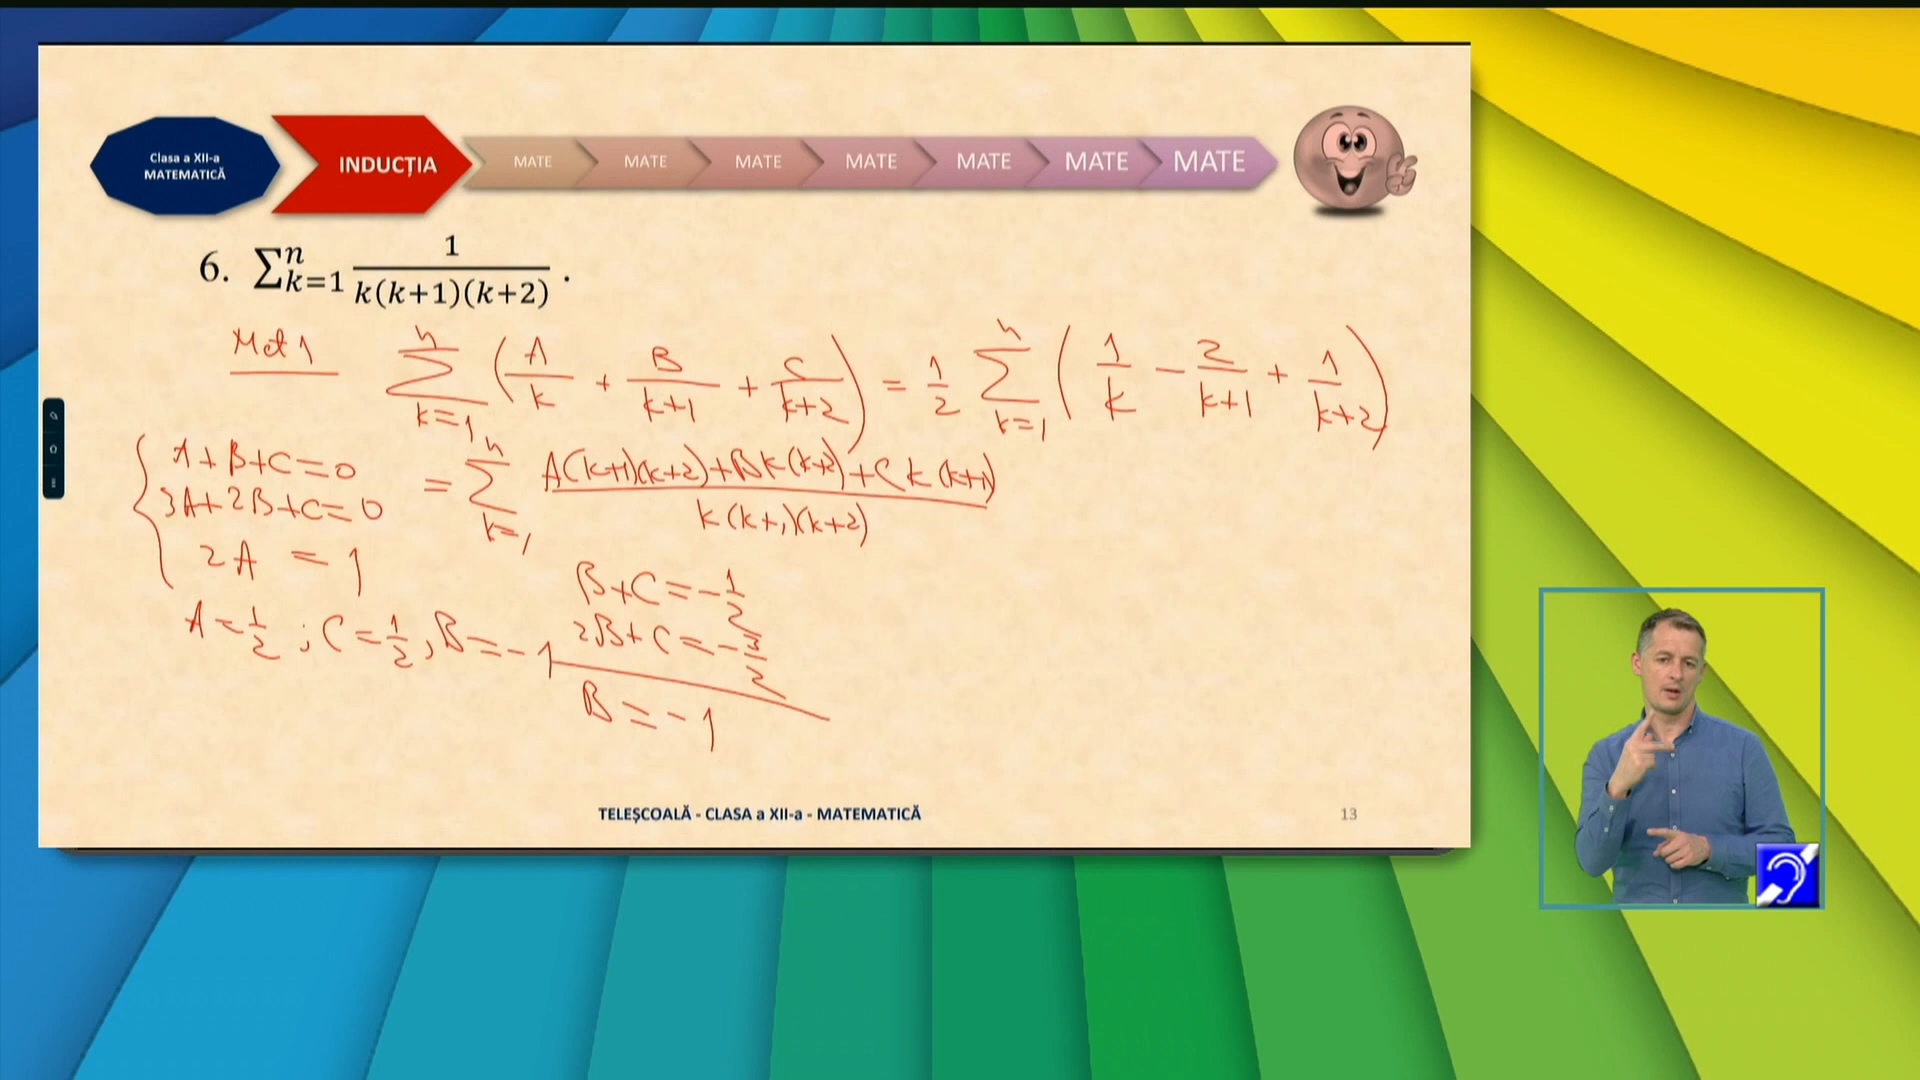 Clasa a XII-a
MATEMATICĂ
INDUCȚIA
MATE MATE MATE MATE MATE MATE MATE
6. ∑ⁿₖ₌₁ 1/(k(k+1)(k+2)) .
Met 1 ∑ⁿₖ₌₁ (A/k + B/(k+1) + C/(k+2)) = 1/2 ∑ⁿₖ₌₁ (1/k − 2/(k+1) + 1/(k+2))
A+B+C=0
3A+2B+C=0
2A = 1
= ∑ⁿₖ₌₁ (A(k+1)(k+2)+Bk(k+2)+Ck(k+1))/(k(k+1)(k+2))
A=1/2 ; C=1/2, B=-1
B+C=-1/2
2B+C=-3/2
B=-1
TELEȘCOALĂ - CLASA a XII-a - MATEMATICĂ
13